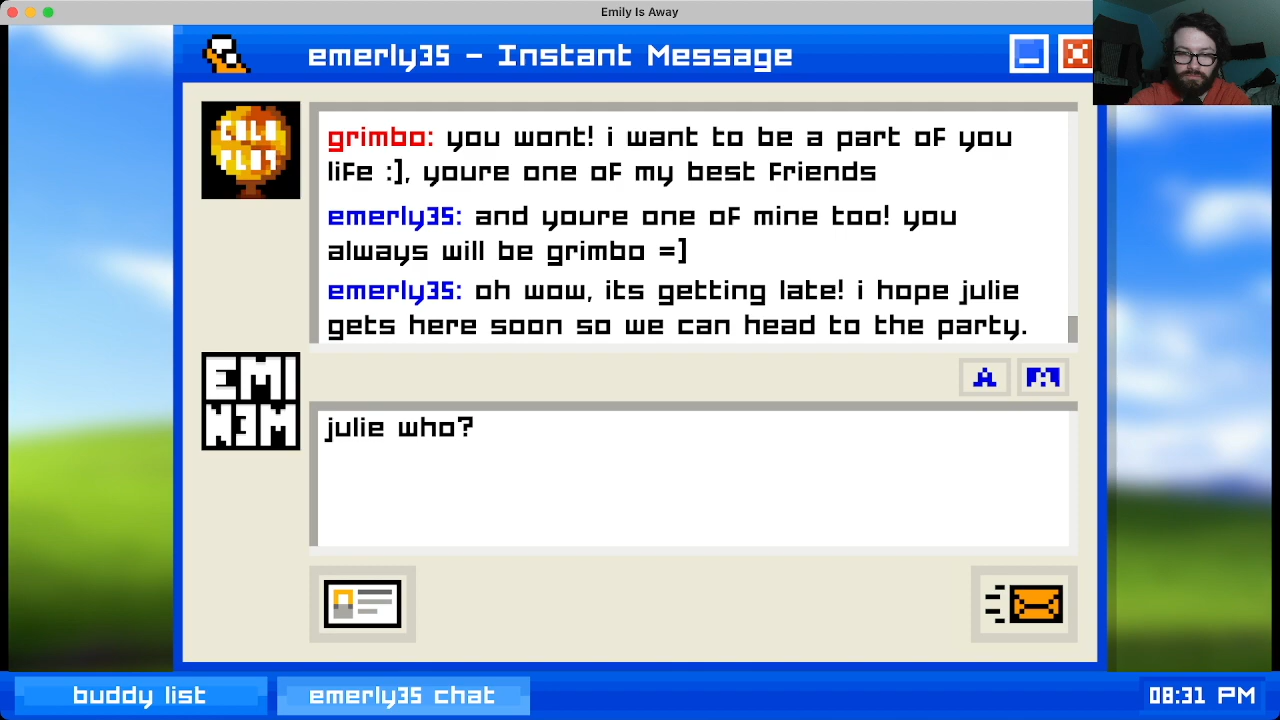 Emily Is Away
emerly35 - Instant Message
COLD
PLAY
grimbo: you wont! i want to be a part of you
life :], youre one of my best friends
emerly35: and youre one of mine too! you
always will be grimbo =]
emerly35: oh wow, its getting late! i hope julie
gets here soon so we can head to the party.
A
EMI
N3M
julie who?
buddy list
emerly35 chat
08:31 PM